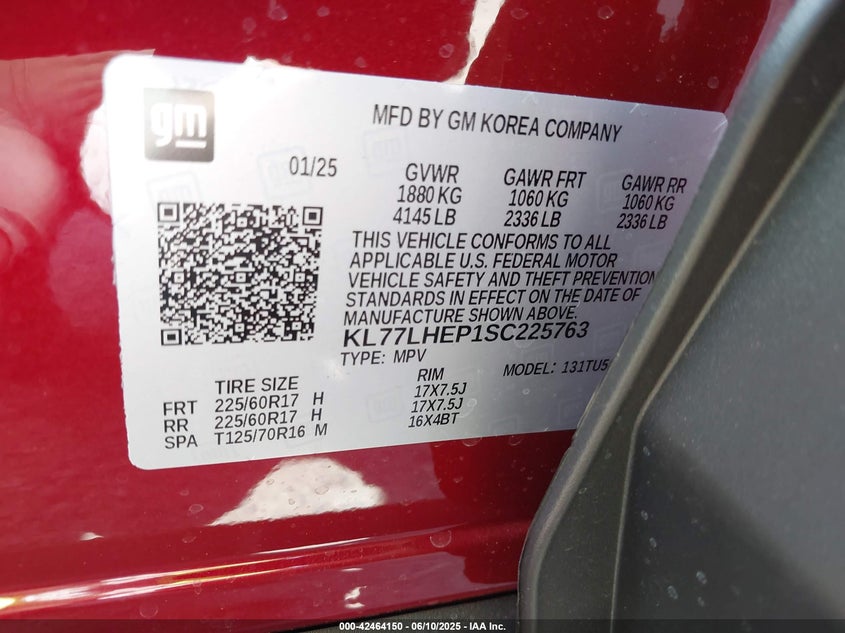 gm
MFD BY GM KOREA COMPANY
01/25
GVWR GAWR FRT GAWR RR
1880 KG 1060 KG 1060 KG
4145 LB 2336 LB 2336 LB
THIS VEHICLE CONFORMS TO ALL
APPLICABLE U.S. FEDERAL MOTOR
VEHICLE SAFETY AND THEFT PREVENTION
STANDARDS IN EFFECT ON THE DATE OF
MANUFACTURE SHOWN ABOVE.
KL77LHEP1SC225763
TYPE: MPV MODEL: 131TU5
TIRE SIZE RIM
FRT 225/60R17 H 17X7.5J
RR 225/60R17 H 17X7.5J
SPA T125/70R16 M 16X4BT
000-42464150 - 06/10/2025 - IAA Inc.